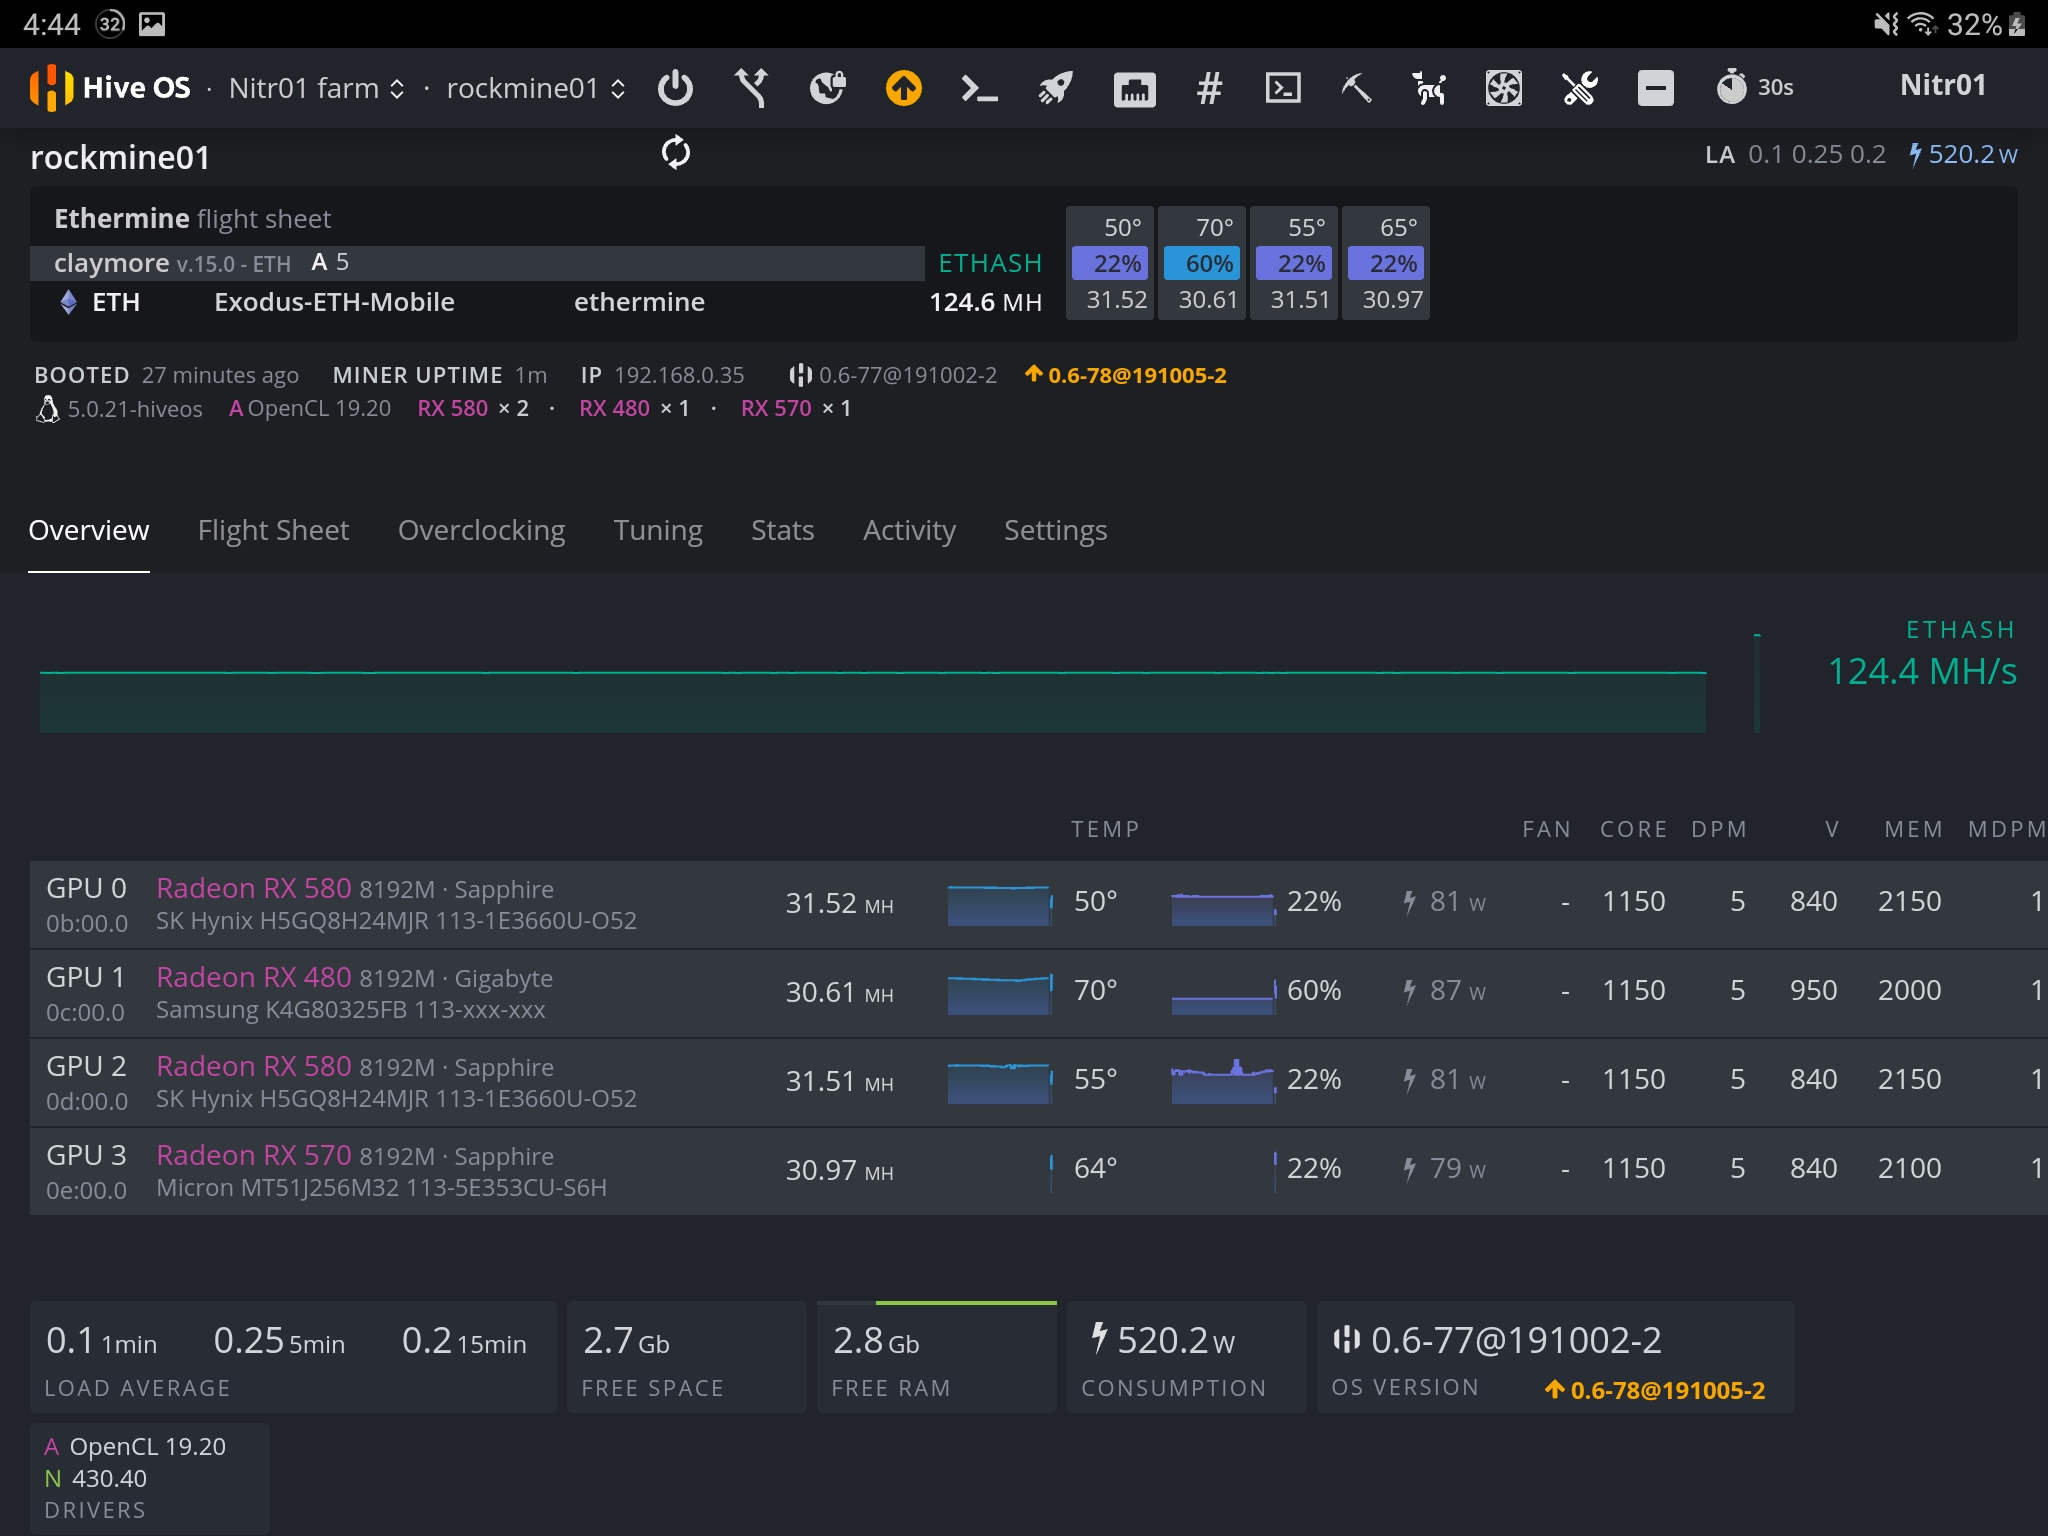 4:44 32 32%
Hive OS · Nitr01 farm · rockmine01 # 30s Nitr01
rockmine01 LA 0.1 0.25 0.2 520.2 W
Ethermine flight sheet 50° 70° 55° 65°
claymore v.15.0 - ETH A 5 ETHASH 22% 60% 22% 22%
ETH Exodus-ETH-Mobile ethermine 124.6 MH 31.52 30.61 31.51 30.97
BOOTED 27 minutes ago MINER UPTIME 1m IP 192.168.0.35 0.6-77@191002-2 0.6-78@191005-2
5.0.21-hiveos A OpenCL 19.20 RX 580 × 2 · RX 480 × 1 · RX 570 × 1
Overview Flight Sheet Overclocking Tuning Stats Activity Settings
ETHASH
124.4 MH/s
TEMP FAN CORE DPM V MEM MDPM
GPU 0 Radeon RX 580 8192M · Sapphire 31.52 MH 50° 22% 81 W - 1150 5 840 2150 1
0b:00.0 SK Hynix H5GQ8H24MJR 113-1E3660U-O52
GPU 1 Radeon RX 480 8192M · Gigabyte 30.61 MH 70° 60% 87 W - 1150 5 950 2000 1
0c:00.0 Samsung K4G80325FB 113-xxx-xxx
GPU 2 Radeon RX 580 8192M · Sapphire 31.51 MH 55° 22% 81 W - 1150 5 840 2150 1
0d:00.0 SK Hynix H5GQ8H24MJR 113-1E3660U-O52
GPU 3 Radeon RX 570 8192M · Sapphire 30.97 MH 64° 22% 79 W - 1150 5 840 2100 1
0e:00.0 Micron MT51J256M32 113-5E353CU-S6H
0.1 1min 0.25 5min 0.2 15min 2.7 Gb 2.8 Gb 520.2 W 0.6-77@191002-2
LOAD AVERAGE FREE SPACE FREE RAM CONSUMPTION OS VERSION 0.6-78@191005-2
A OpenCL 19.20
N 430.40
DRIVERS